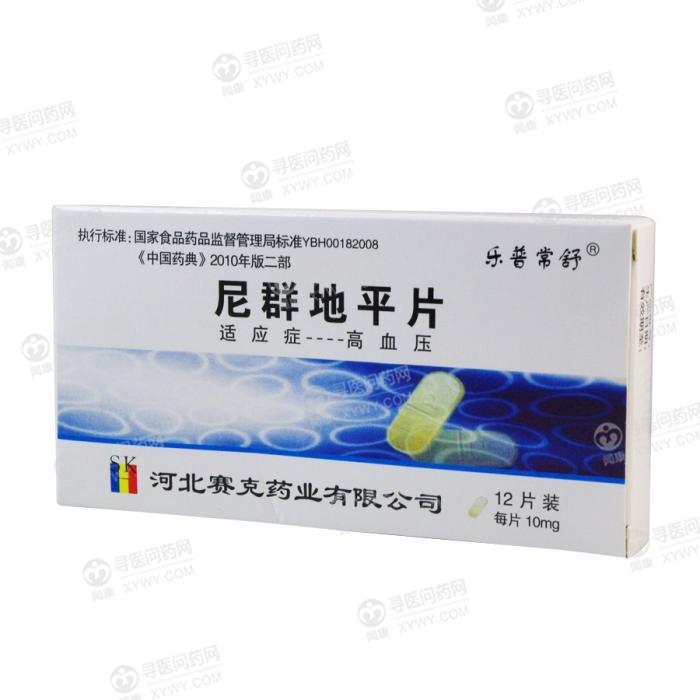 执行标准：国家食品药品监督管理局标准YBH00182008
《中国药典》2010年版二部
乐普常舒®
尼群地平片
适应症----高血压
SK
河北赛克药业有限公司
12片装
每片10mg
寻医问药网
XYWY.COM
闻康